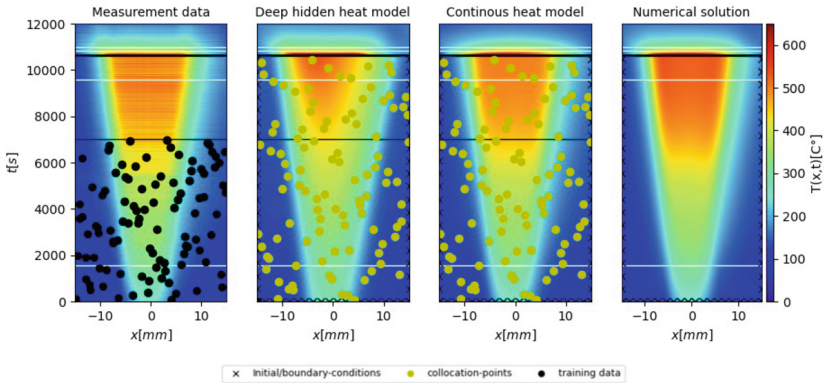 Measurement data
Deep hidden heat model
Continous heat model
Numerical solution
12000
10000
8000
6000
4000
2000
0
t[s]
−10 0 10
−10 0 10
−10 0 10
−10 0 10
x[mm]
x[mm]
x[mm]
x[mm]
600
500
400
300
200
100
0
T(x,t)[C°]
Initial/boundary-conditions
collocation-points
training data